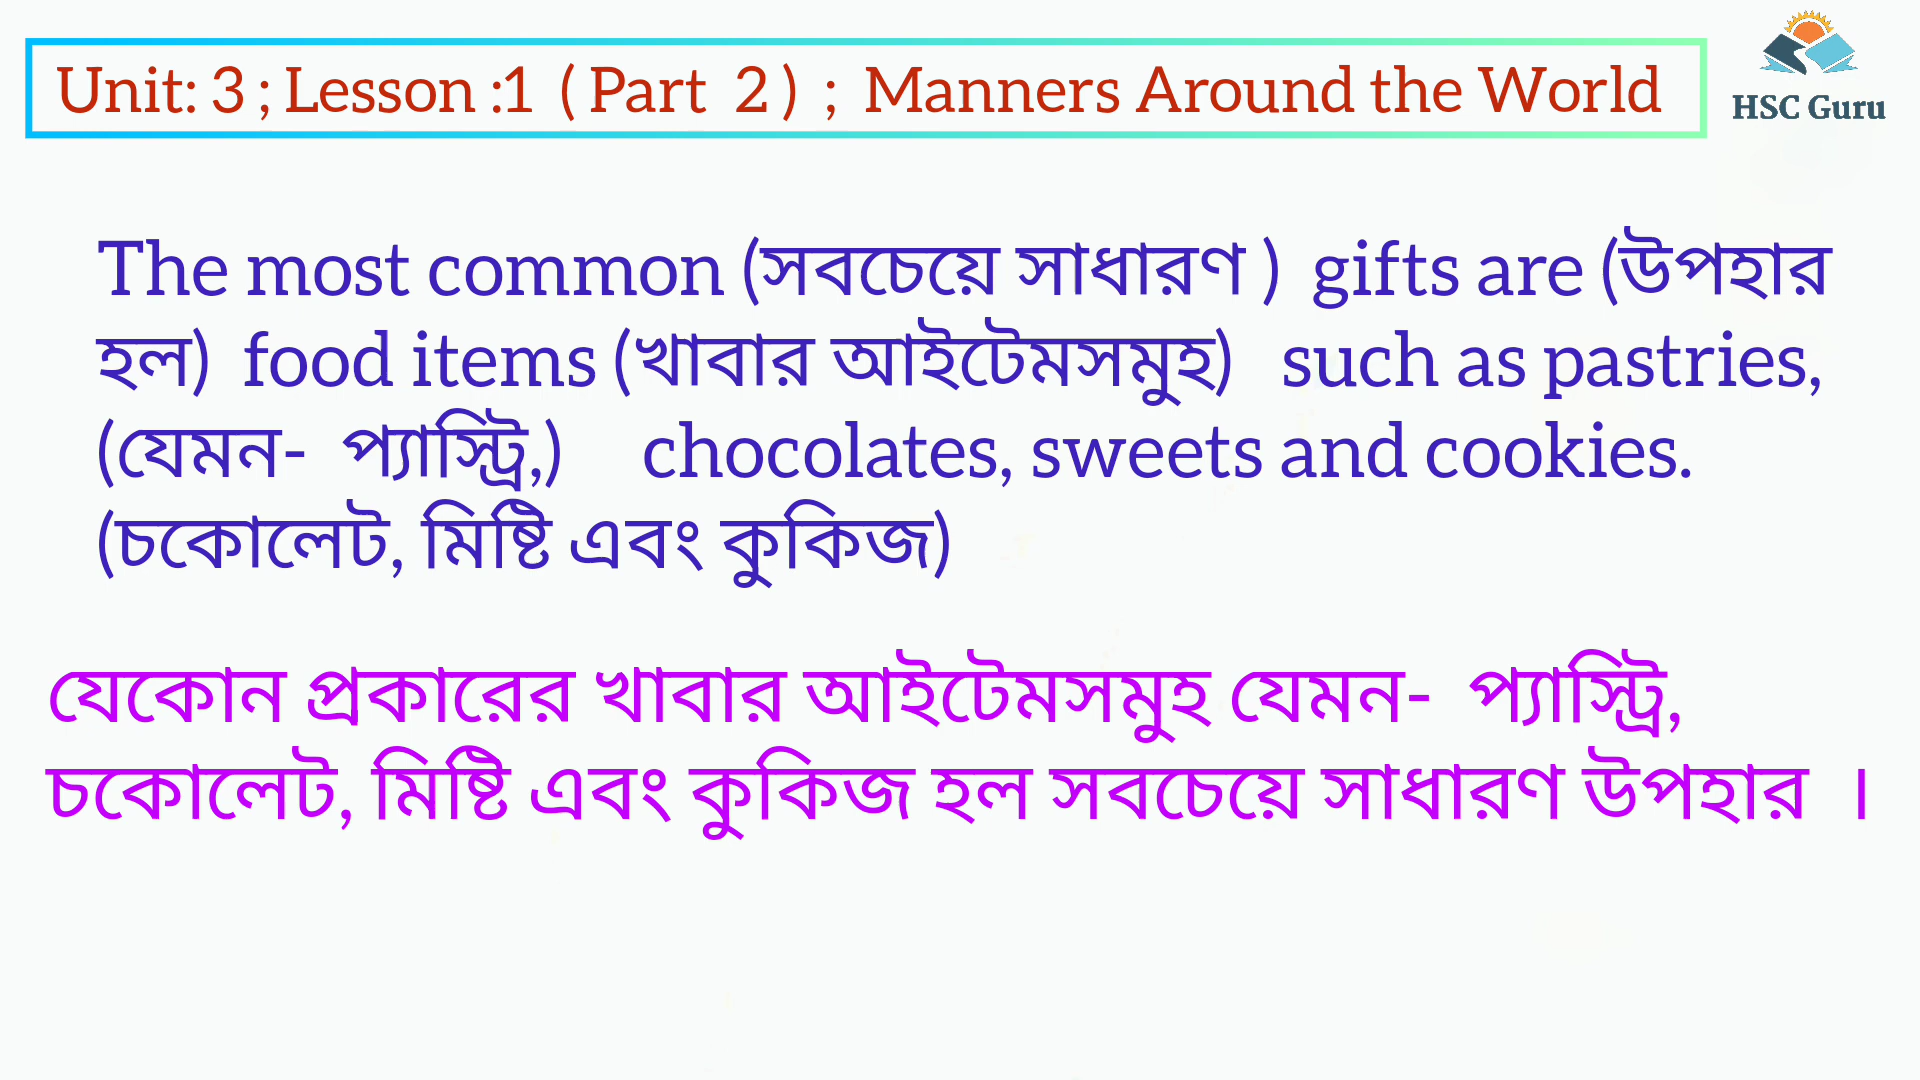 Unit: 3 ; Lesson :1 ( Part 2 ) ; Manners Around the World
HSC Guru
The most common (সবচেয়ে সাধারণ ) gifts are (উপহার
হল) food items (খাবার আইটেমসমুহ) such as pastries,
(যেমন- প্যাস্ট্রি,) chocolates, sweets and cookies.
(চকোলেট, মিষ্টি এবং কুকিজ)
যেকোন প্রকারের খাবার আইটেমসমুহ যেমন- প্যাস্ট্রি,
চকোলেট, মিষ্টি এবং কুকিজ হল সবচেয়ে সাধারণ উপহার ।